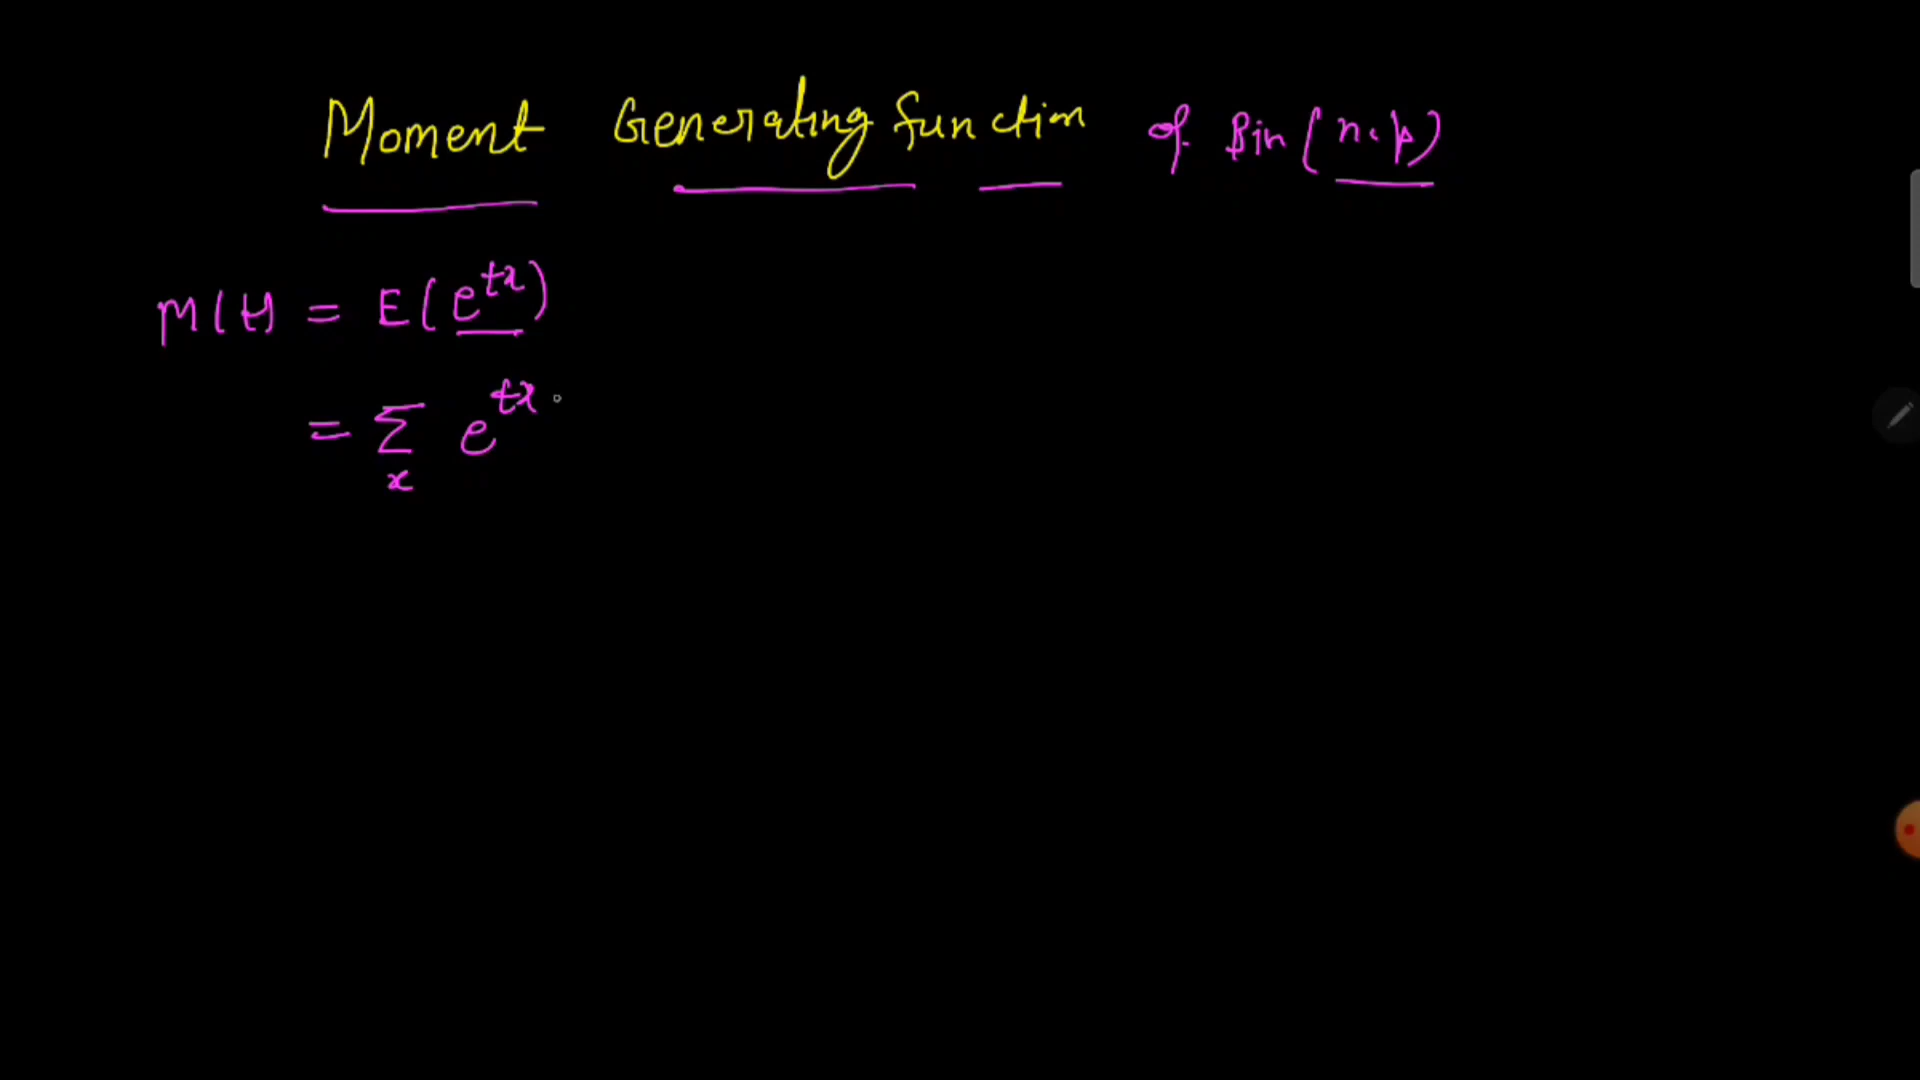 Moment Generating function of Bin(n,p)
M(t) = E(e^{tx})
= Σ_x e^{tx}